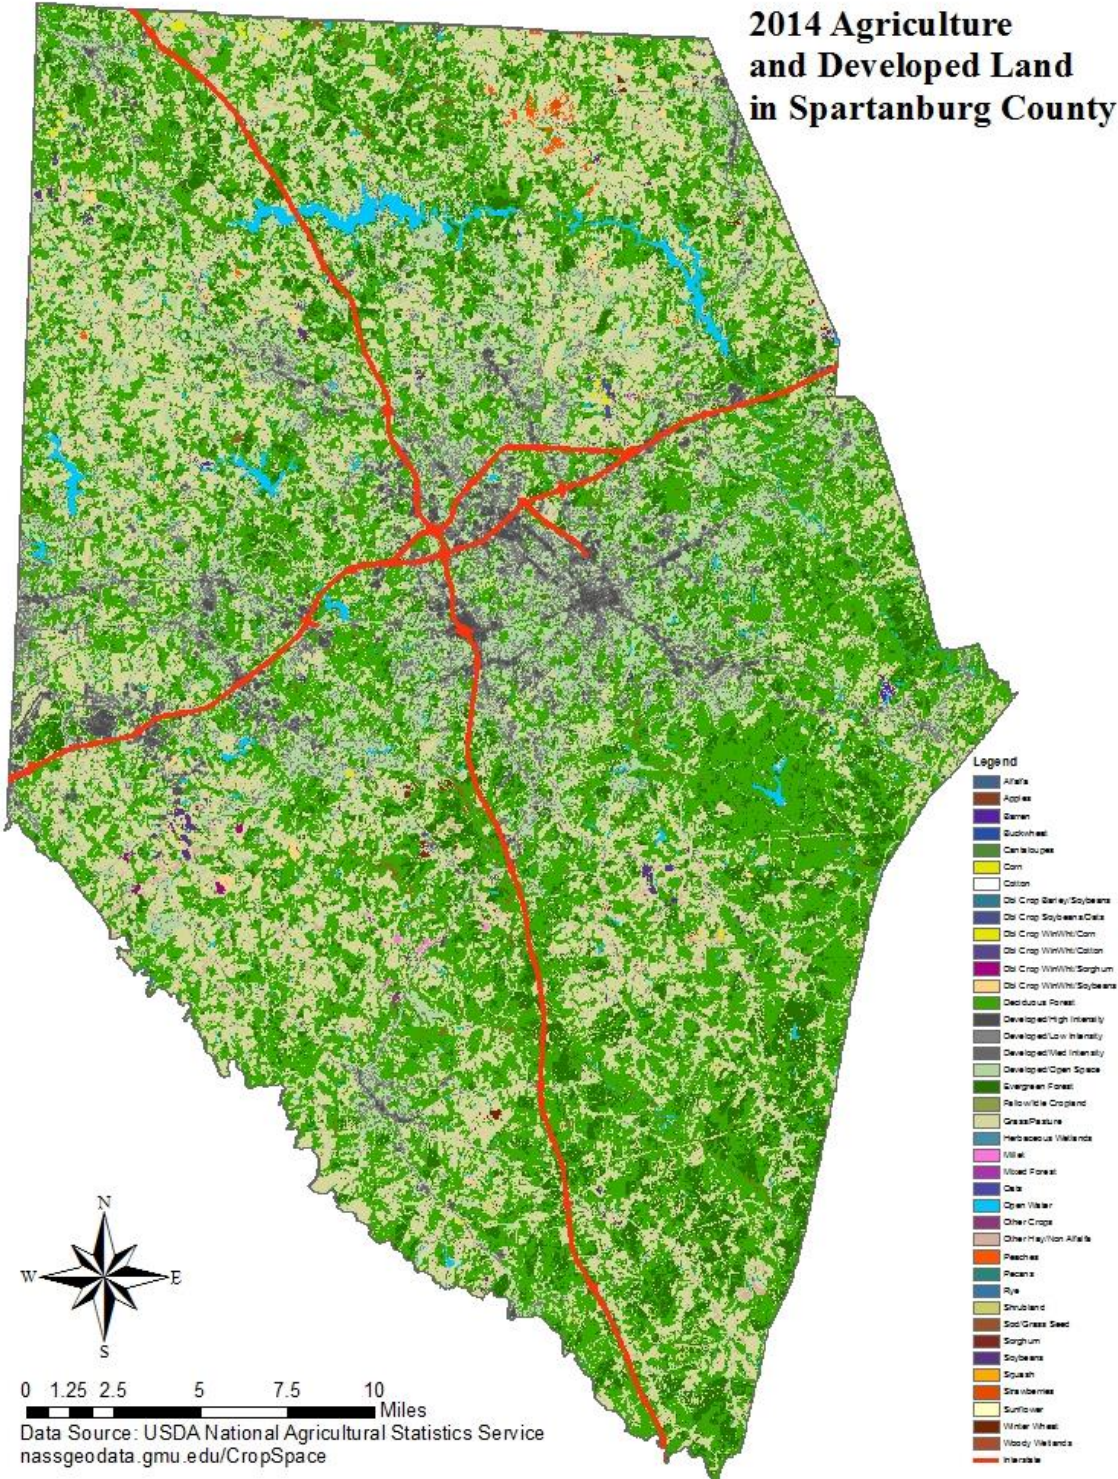 2014 Agriculture
and Developed Land
in Spartanburg County
Legend
Alfalfa
Apples
Barren
Buckwheat
Cantaloupes
Corn
Cotton
Dbl Crop Barley/Soybeans
Dbl Crop Soybeans/Oats
Dbl Crop WinWht/Corn
Dbl Crop WinWht/Cotton
Dbl Crop WinWht/Sorghum
Dbl Crop WinWht/Soybeans
Deciduous Forest
Developed/High Intensity
Developed/Low Intensity
Developed/Med Intensity
Developed/Open Space
Evergreen Forest
Fallow/Idle Cropland
Grass/Pasture
Herbaceous Wetlands
Millet
Mixed Forest
Oats
Open Water
Other Crops
Other Hay/Non Alfalfa
Peaches
Pecans
Rye
Shrubland
Sod/Grass Seed
Sorghum
Soybeans
Squash
Strawberries
Sunflower
Winter Wheat
Woody Wetlands
Interstate
N
W E
S
0 1.25 2.5 5 7.5 10
Miles
Data Source: USDA National Agricultural Statistics Service
nassgeodata.gmu.edu/CropSpace